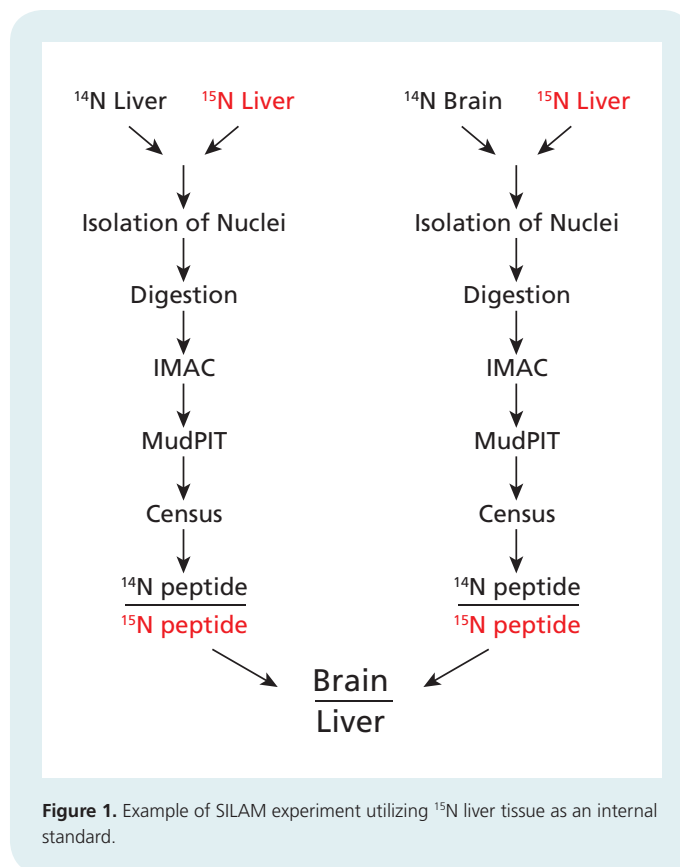 ¹⁴N Liver ¹⁵N Liver ¹⁴N Brain ¹⁵N Liver
Isolation of Nuclei Isolation of Nuclei
Digestion Digestion
IMAC IMAC
MudPIT MudPIT
Census Census
¹⁴N peptide ¹⁴N peptide
¹⁵N peptide ¹⁵N peptide
Brain
Liver
Figure 1. Example of SILAM experiment utilizing ¹⁵N liver tissue as an internal
standard.